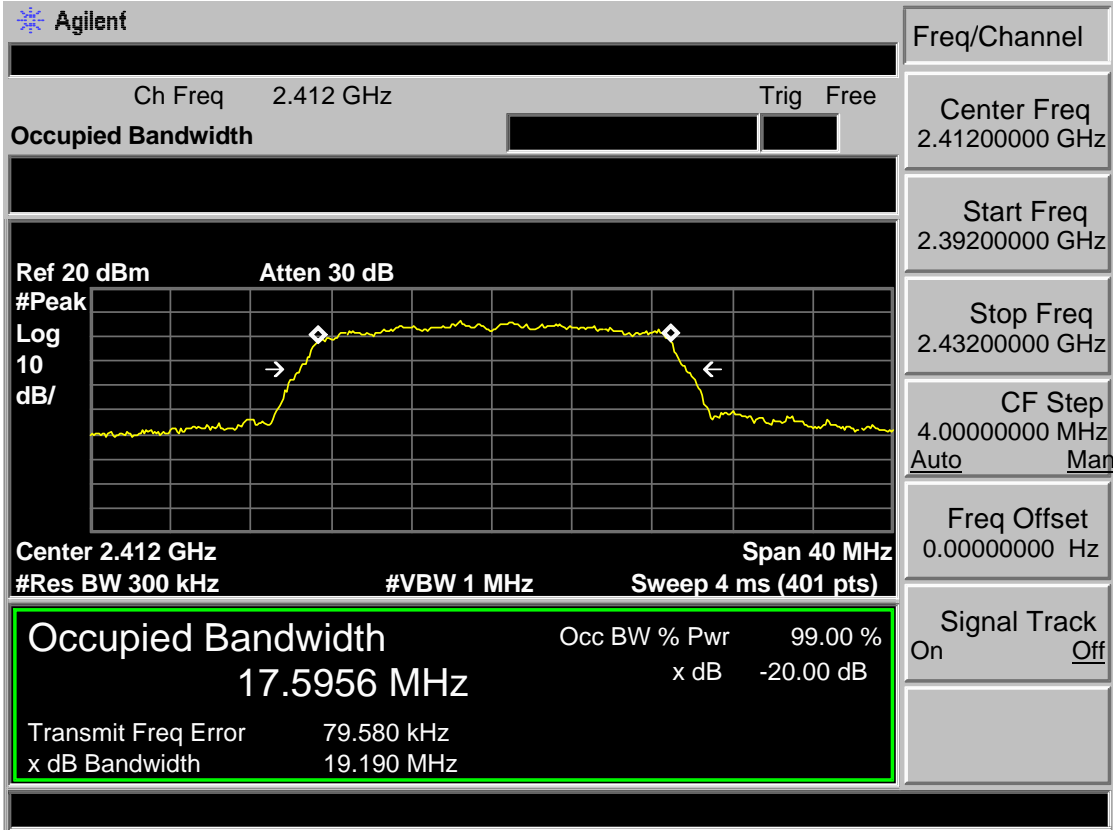 Agilent
Ch Freq 2.412 GHz Trig Free
Occupied Bandwidth
Ref 20 dBm Atten 30 dB
#Peak
Log
10
dB/
Center 2.412 GHz Span 40 MHz
#Res BW 300 kHz #VBW 1 MHz Sweep 4 ms (401 pts)
Occupied Bandwidth
17.5956 MHz
Occ BW % Pwr 99.00 %
x dB -20.00 dB
Transmit Freq Error 79.580 kHz
x dB Bandwidth 19.190 MHz
Freq/Channel
Center Freq
2.41200000 GHz
Start Freq
2.39200000 GHz
Stop Freq
2.43200000 GHz
CF Step
4.00000000 MHz
Auto Man
Freq Offset
0.00000000 Hz
Signal Track
On Off